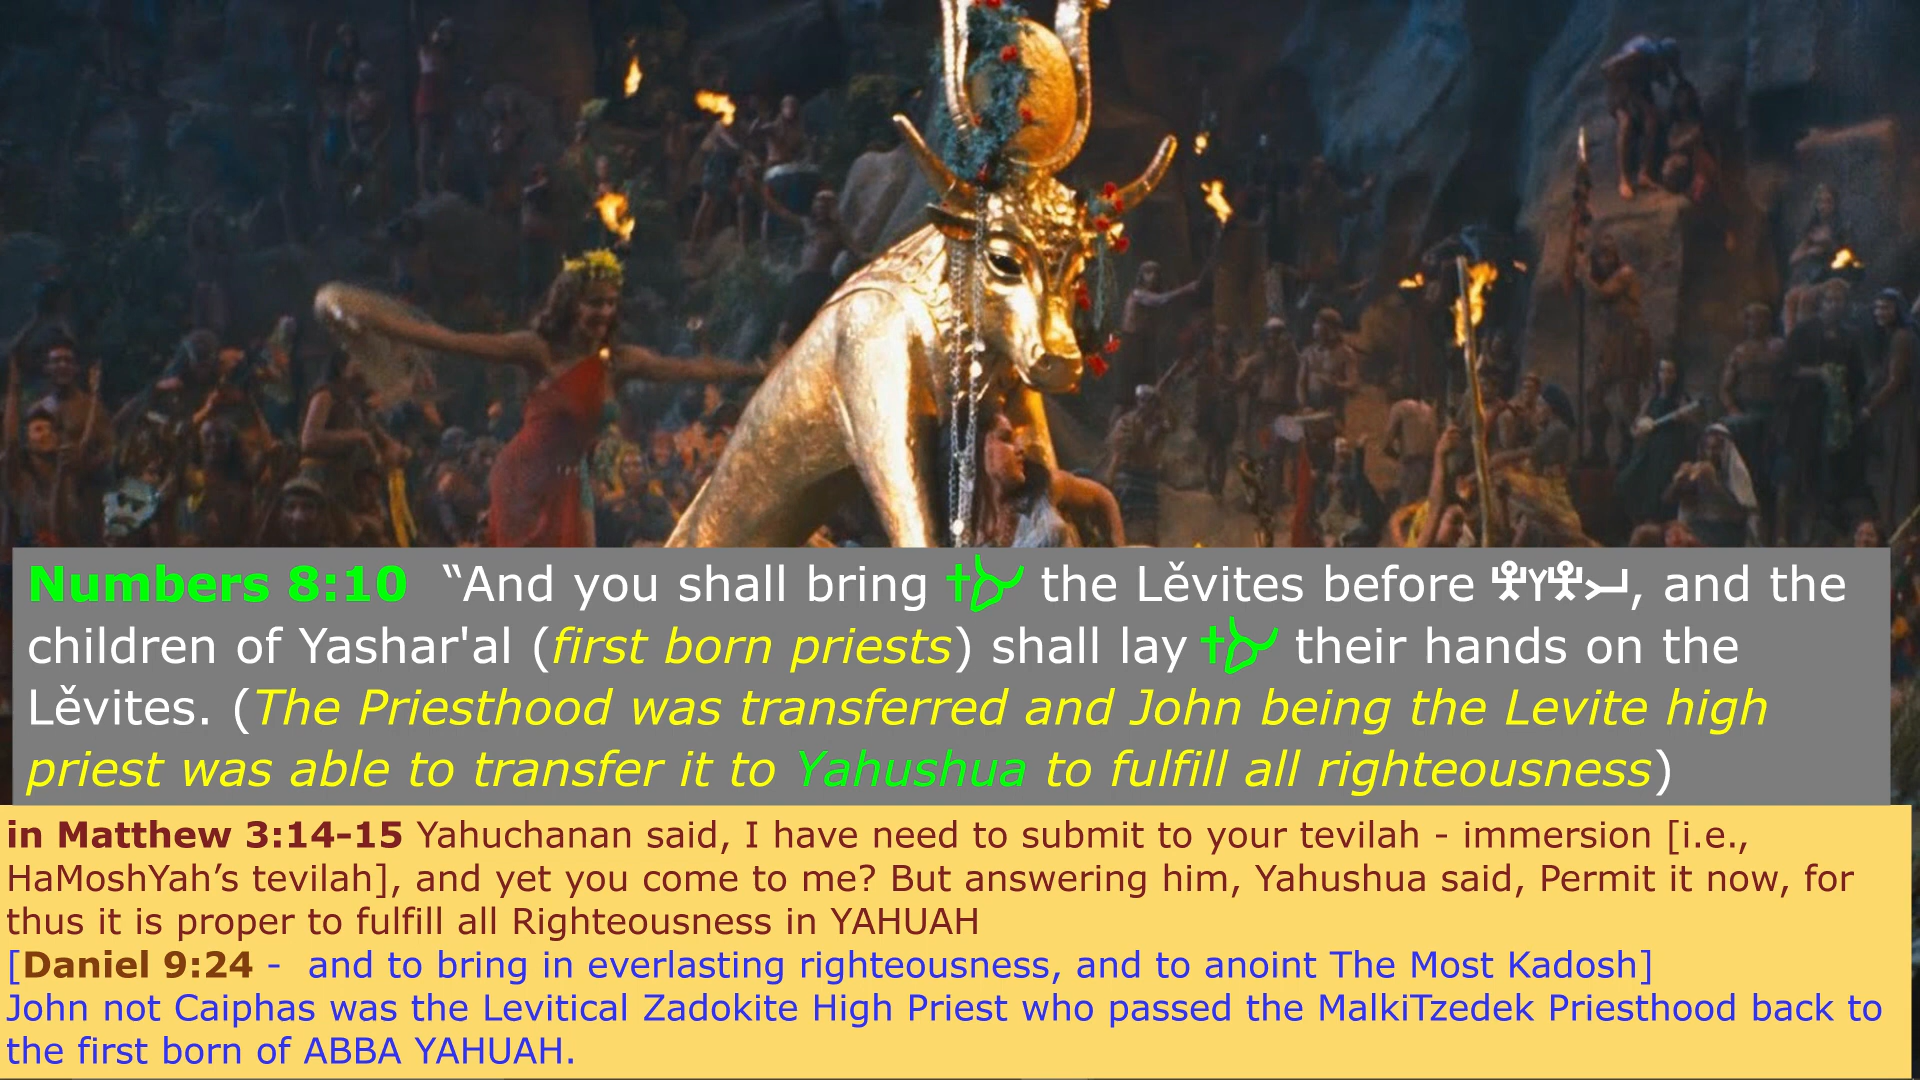 Numbers 8:10 “And you shall bring 𐤀𐤕 the Lěvites before 𐤉𐤄𐤅𐤄, and the
children of Yashar'al (first born priests) shall lay 𐤀𐤕 their hands on the
Lěvites. (The Priesthood was transferred and John being the Levite high
priest was able to transfer it to Yahushua to fulfill all righteousness)
in Matthew 3:14-15 Yahuchanan said, I have need to submit to your tevilah - immersion [i.e.,
HaMoshYah’s tevilah], and yet you come to me? But answering him, Yahushua said, Permit it now, for
thus it is proper to fulfill all Righteousness in YAHUAH
[Daniel 9:24 - and to bring in everlasting righteousness, and to anoint The Most Kadosh]
John not Caiphas was the Levitical Zadokite High Priest who passed the MalkiTzedek Priesthood back to
the first born of ABBA YAHUAH.